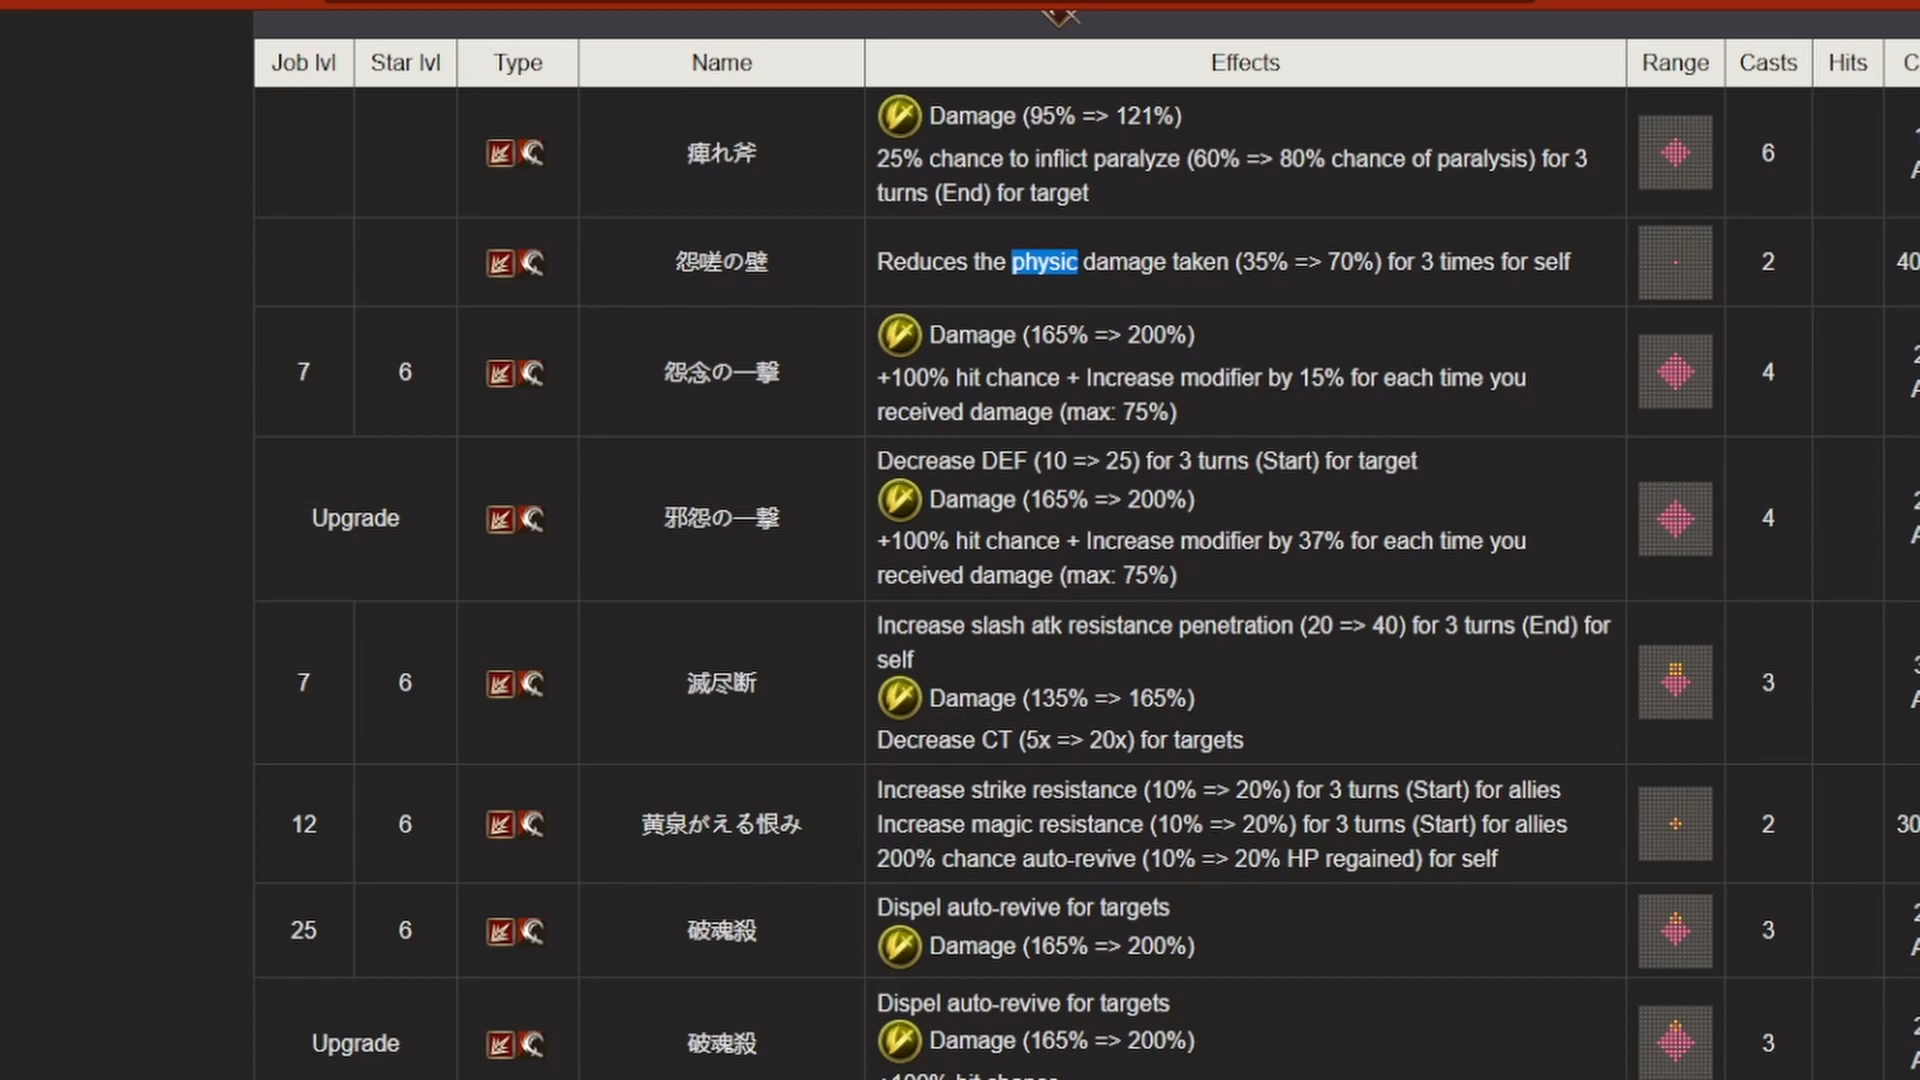 Job lvl Star lvl Type Name Effects Range Casts Hits C
痺れ斧
Damage (95% => 121%)
25% chance to inflict paralyze (60% => 80% chance of paralysis) for 3
turns (End) for target
6
怨嗟の壁
Reduces the physic damage taken (35% => 70%) for 3 times for self
2
40
7
6
怨念の一撃
Damage (165% => 200%)
+100% hit chance + Increase modifier by 15% for each time you
received damage (max: 75%)
4
2
A
Upgrade
邪怨の一撃
Decrease DEF (10 => 25) for 3 turns (Start) for target
Damage (165% => 200%)
+100% hit chance + Increase modifier by 37% for each time you
received damage (max: 75%)
4
2
A
7
6
滅尽断
Increase slash atk resistance penetration (20 => 40) for 3 turns (End) for
self
Damage (135% => 165%)
Decrease CT (5x => 20x) for targets
3
3
A
12
6
黄泉がえる恨み
Increase strike resistance (10% => 20%) for 3 turns (Start) for allies
Increase magic resistance (10% => 20%) for 3 turns (Start) for allies
200% chance auto-revive (10% => 20% HP regained) for self
2
30
25
6
破魂殺
Dispel auto-revive for targets
Damage (165% => 200%)
3
2
A
Upgrade
破魂殺
Dispel auto-revive for targets
Damage (165% => 200%)
+100% hit chance
3
2
A